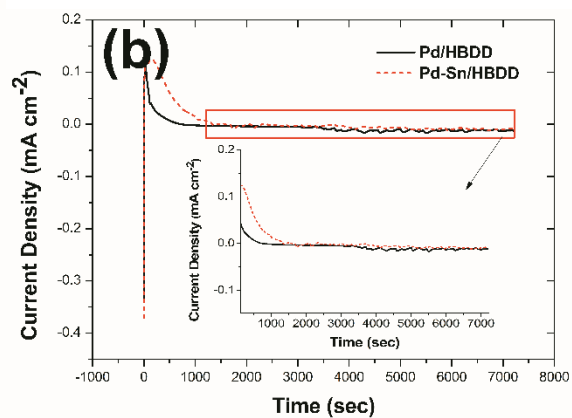 (b)
Pd/HBDD
Pd-Sn/HBDD
Current Density (mA cm-2)
0.2
0.1
0.0
-0.1
-0.2
-0.3
-0.4
-1000 0 1000 2000 3000 4000 5000 6000 7000 8000
Time (sec)
Current Density (mA cm-2)
0.2
0.1
0.0
-0.1
1000 2000 3000 4000 5000 6000 7000
Time (sec)